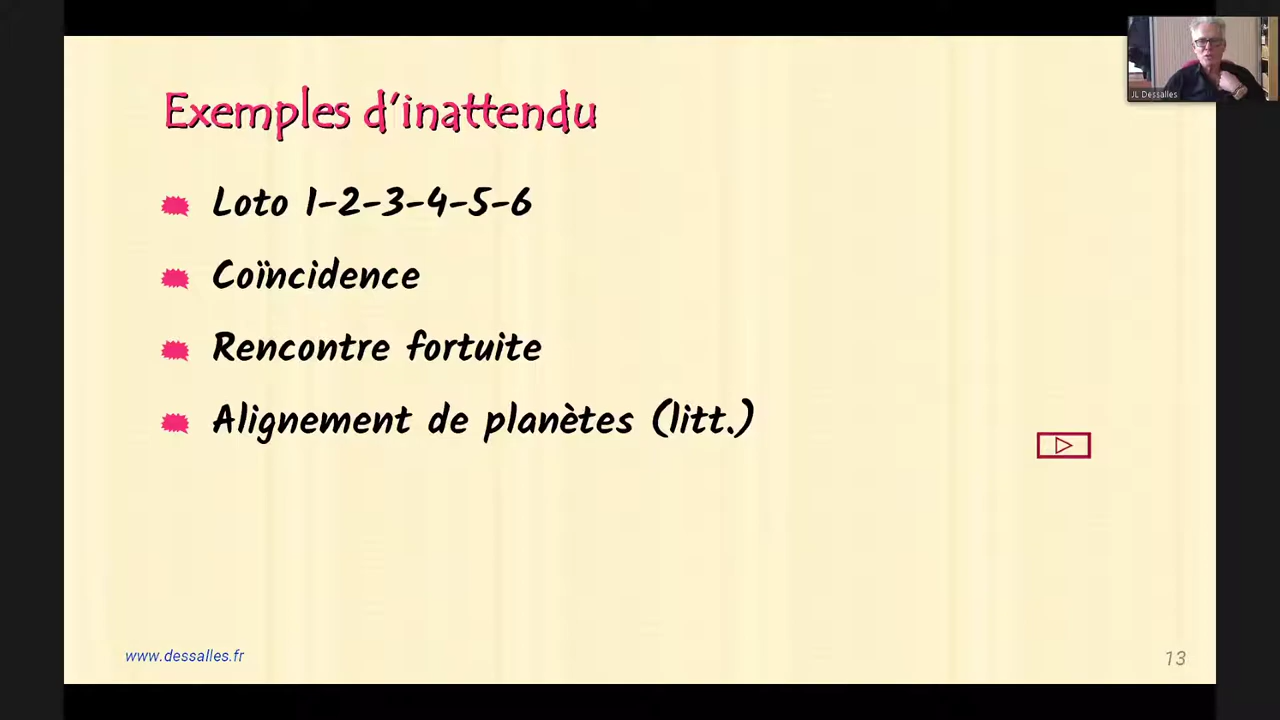 JL Dessalles
Exemples d'inattendu
Loto 1-2-3-4-5-6
Coïncidence
Rencontre fortuite
Alignement de planètes (litt.)
www.dessalles.fr
13